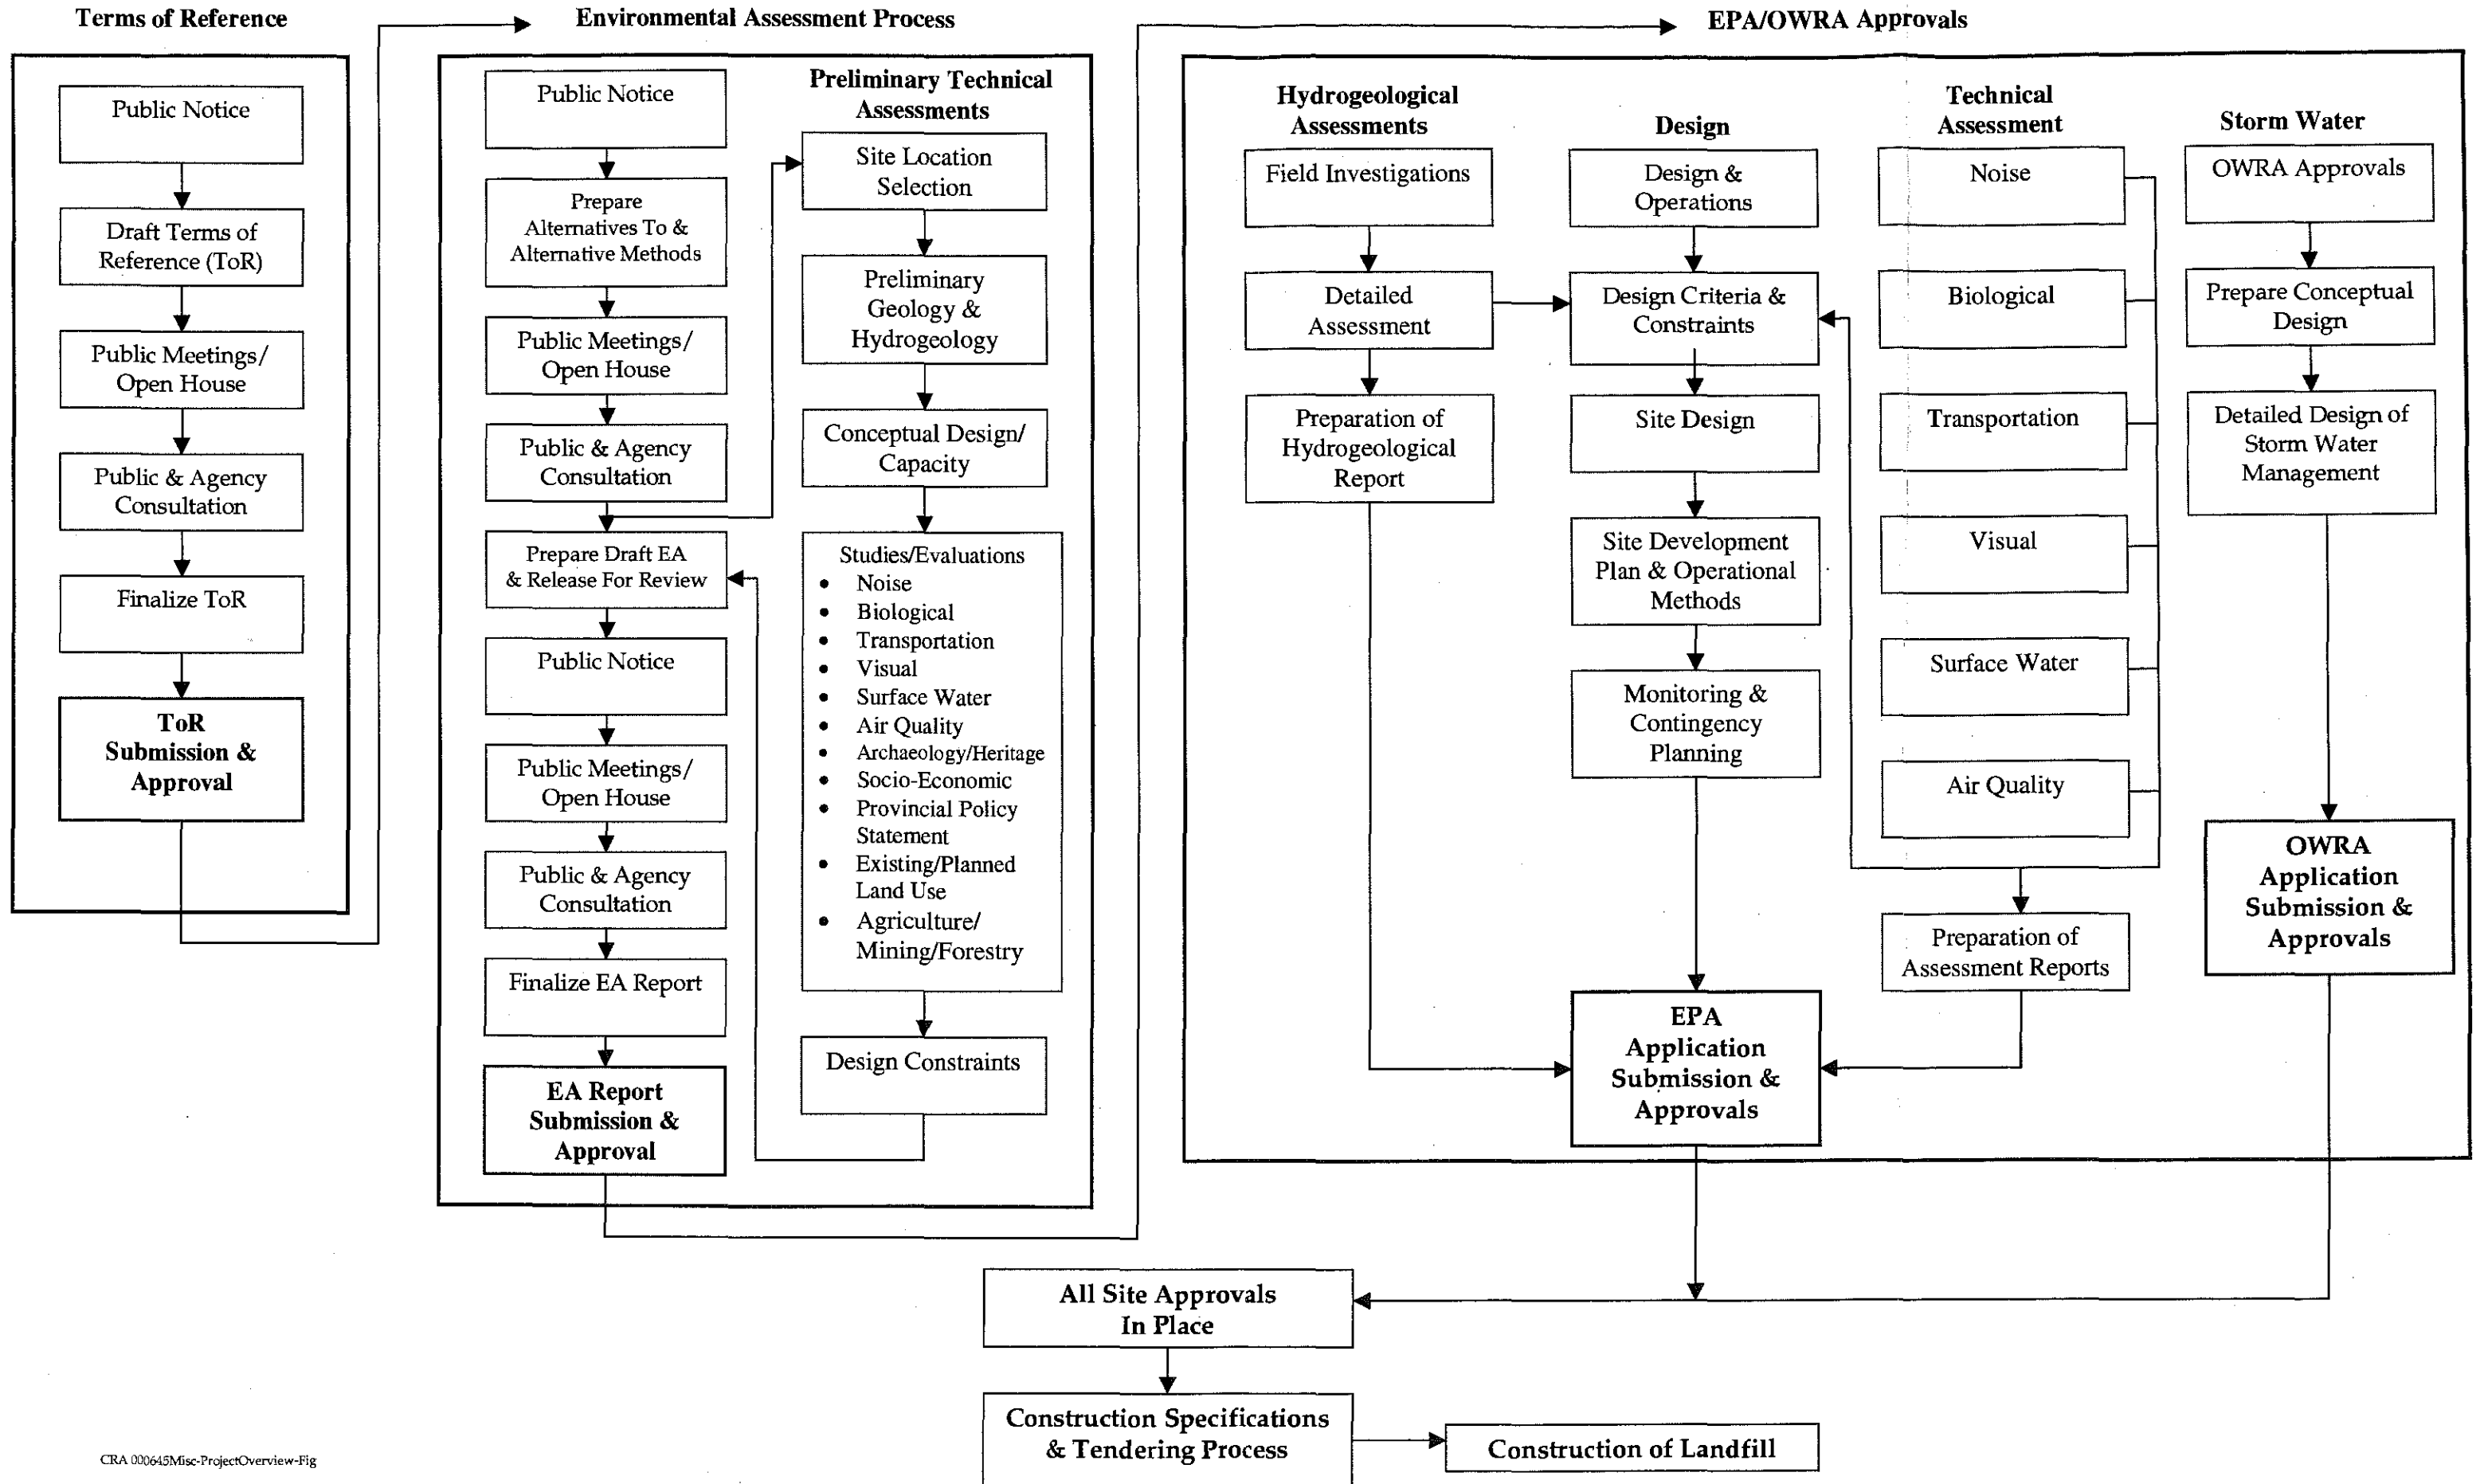 Terms of Reference
Public Notice
Draft Terms of
Reference (ToR)
Public Meetings/
Open House
Public & Agency
Consultation
Finalize ToR
ToR
Submission &
Approval
Environmental Assessment Process
Public Notice
Prepare
Alternatives To &
Alternative Methods
Public Meetings/
Open House
Public & Agency
Consultation
Prepare Draft EA
& Release For Review
Public Notice
Public Meetings/
Open House
Public & Agency
Consultation
Finalize EA Report
EA Report
Submission &
Approval
Preliminary Technical
Assessments
Site Location
Selection
Preliminary
Geology &
Hydrogeology
Conceptual Design/
Capacity
Studies/Evaluations
• Noise
• Biological
• Transportation
• Visual
• Surface Water
• Air Quality
• Archaeology/Heritage
• Socio-Economic
• Provincial Policy
Statement
• Existing/Planned
Land Use
• Agriculture/
Mining/Forestry
Design Constraints
EPA/OWRA Approvals
Hydrogeological
Assessments
Field Investigations
Detailed
Assessment
Preparation of
Hydrogeological
Report
Design
Design &
Operations
Design Criteria &
Constraints
Site Design
Site Development
Plan & Operational
Methods
Monitoring &
Contingency
Planning
EPA
Application
Submission &
Approvals
Technical
Assessment
Noise
Biological
Transportation
Visual
Surface Water
Air Quality
Preparation of
Assessment Reports
Storm Water
OWRA Approvals
Prepare Conceptual
Design
Detailed Design of
Storm Water
Management
OWRA
Application
Submission &
Approvals
All Site Approvals
In Place
Construction Specifications
& Tendering Process
Construction of Landfill
CRA 000645Misc-ProjectOverview-Fig